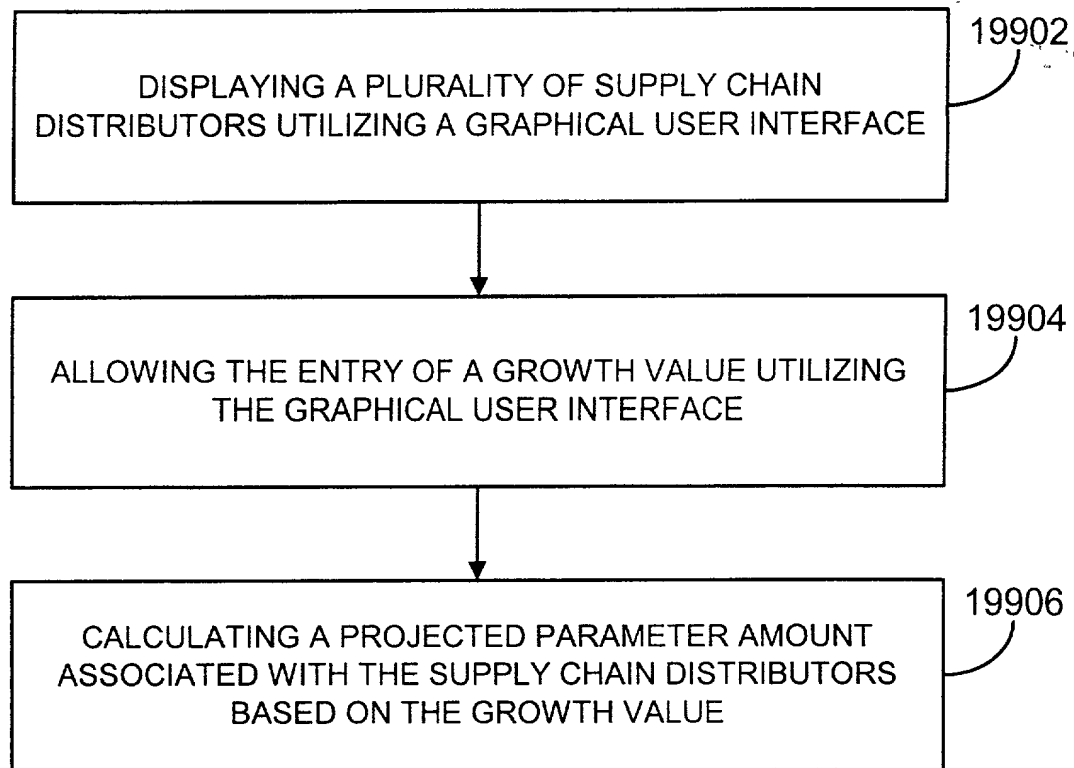 19902
DISPLAYING A PLURALITY OF SUPPLY CHAIN
DISTRIBUTORS UTILIZING A GRAPHICAL USER INTERFACE
19904
ALLOWING THE ENTRY OF A GROWTH VALUE UTILIZING
THE GRAPHICAL USER INTERFACE
19906
CALCULATING A PROJECTED PARAMETER AMOUNT
ASSOCIATED WITH THE SUPPLY CHAIN DISTRIBUTORS
BASED ON THE GROWTH VALUE